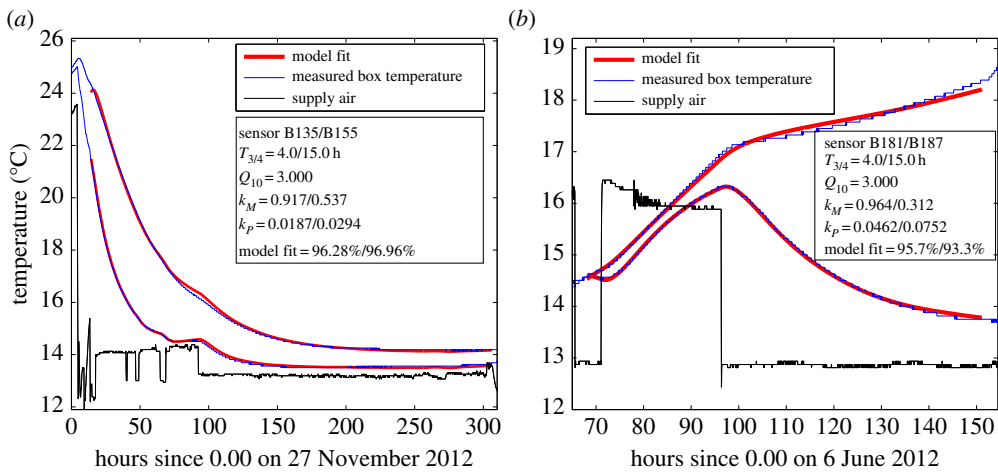 (a)
(b)
temperature (°C)
26
24
22
20
18
16
14
12
model fit
measured box temperature
supply air
sensor B135/B155
T3/4 = 4.0/15.0 h
Q10 = 3.000
kM = 0.917/0.537
kP = 0.0187/0.0294
model fit = 96.28%/96.96%
0 50 100 150 200 250 300
hours since 0.00 on 27 November 2012
19
18
17
16
15
14
13
12
model fit
measured box temperature
supply air
sensor B181/B187
T3/4 = 4.0/15.0 h
Q10 = 3.000
kM = 0.964/0.312
kP = 0.0462/0.0752
model fit = 95.7%/93.3%
70 80 90 100 110 120 130 140 150
hours since 0.00 on 6 June 2012